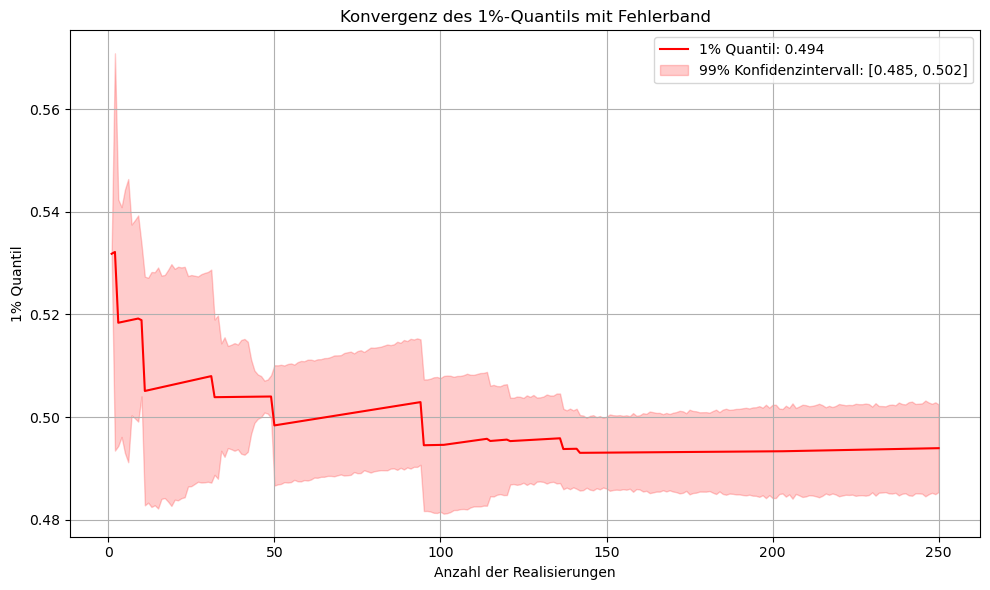 Konvergenz des 1%-Quantils mit Fehlerband
1% Quantil: 0.494
99% Konfidenzintervall: [0.485, 0.502]
1% Quantil
0.56
0.54
0.52
0.50
0.48
0 50 100 150 200 250
Anzahl der Realisierungen